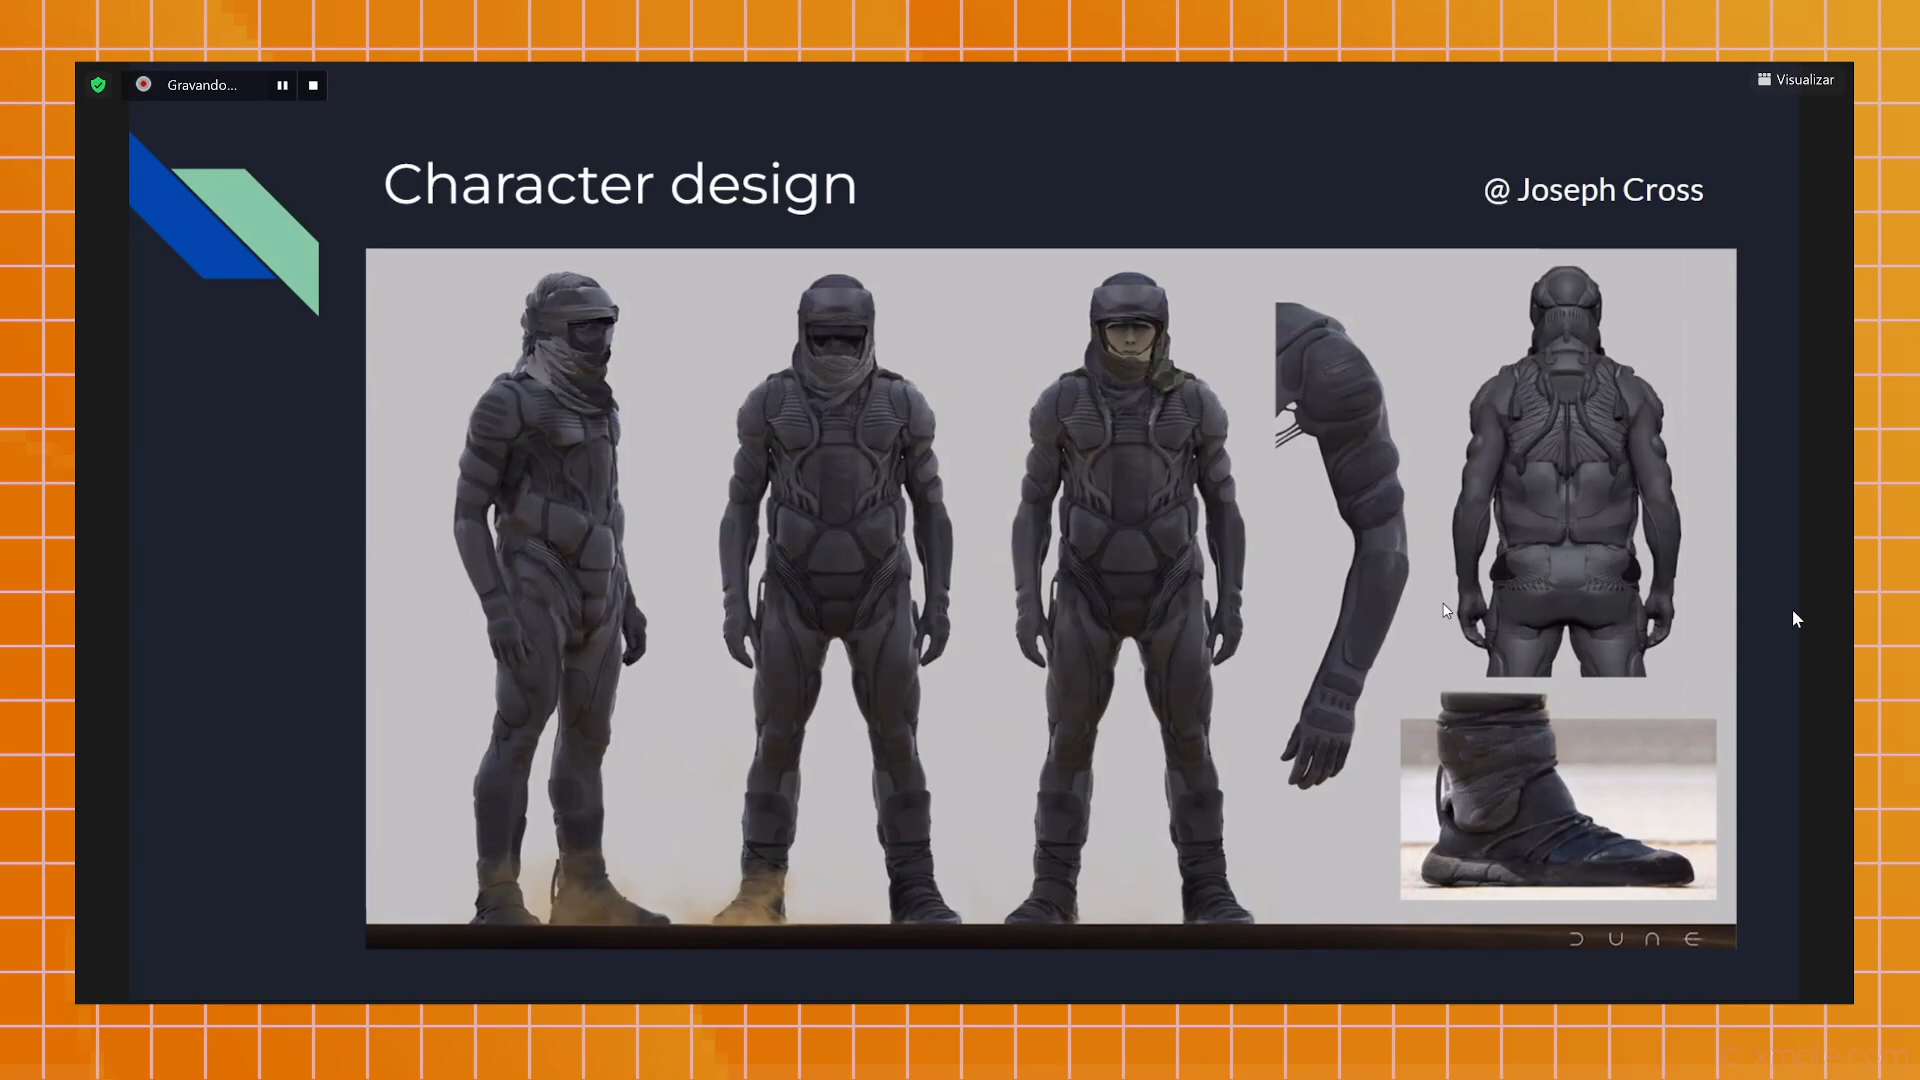 Gravando...
Visualizar
Character design
@ Joseph Cross
DUNE